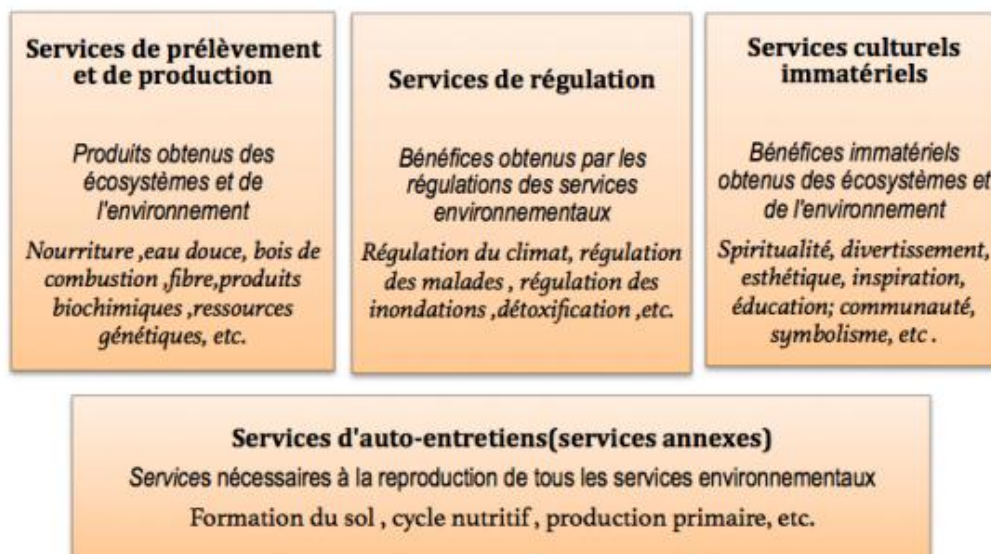 Services de prélèvement
et de production
Produits obtenus des
écosystèmes et de
l'environnement
Nourriture ,eau douce, bois de
combustion ,fibre,produits
biochimiques ,ressources
génétiques, etc.
Services de régulation
Bénéfices obtenus par les
régulations des services
environnementaux
Régulation du climat, régulation
des malades , régulation des
inondations ,détoxification ,etc.
Services culturels
immatériels
Bénéfices immatériels
obtenus des écosystèmes et
de l'environnement
Spiritualité, divertissement,
esthétique, inspiration,
éducation; communauté,
symbolisme, etc .
Services d'auto-entretiens(services annexes)
Services nécessaires à la reproduction de tous les services environnementaux
Formation du sol , cycle nutritif , production primaire, etc.